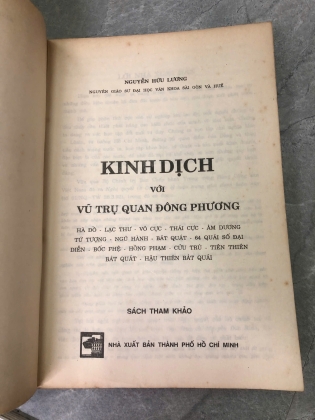 NGUYỄN HỮU LƯƠNG
NGUYÊN GIÁO SƯ ĐẠI HỌC VĂN KHOA SÀI GÒN VÀ HUẾ
KINH DỊCH
VỚI
VŨ TRỤ QUAN ĐÔNG PHƯƠNG
HÀ ĐỒ - LẠC THƯ - VÔ CỰC - THÁI CỰC - ÂM DƯƠNG
TỨ TƯỢNG - NGŨ HÀNH - BÁT QUÁT - 64 QUÁI SỐ ĐẠI
DIỄN - BỐC PHỆ - HỒNG PHẠM - CỬU TRÙ - TIÊN THIÊN
BÁT QUÁT - HẬU THIÊN BÁT QUÁI
SÁCH THAM KHẢO
NHÀ XUẤT BẢN THÀNH PHỐ HỒ CHÍ MINH